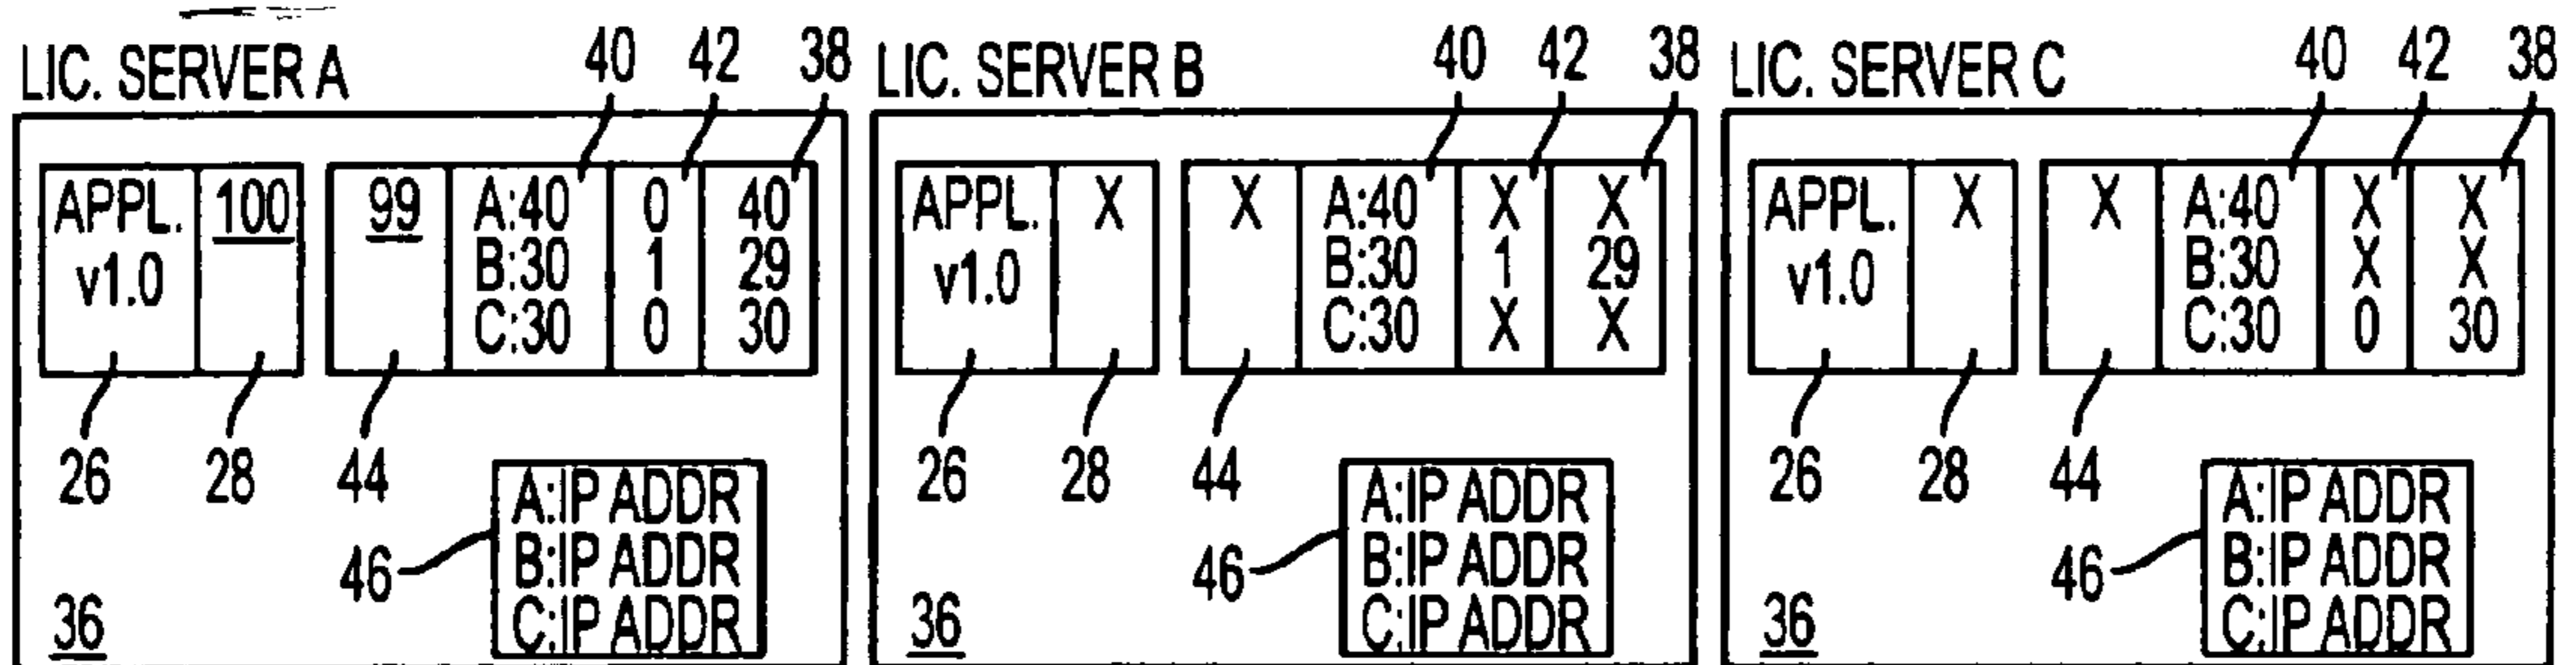 LIC. SERVER A 40 42 38
APPL. 100 99 A:40 0 40
v1.0 B:30 1 29
C:30 0 30
26 28 44
A:IP ADDR
46 B:IP ADDR
36 C:IP ADDR
LIC. SERVER B 40 42 38
APPL. X X A:40 X X
v1.0 B:30 1 29
C:30 X X
26 28 44
A:IP ADDR
46 B:IP ADDR
36 C:IP ADDR
LIC. SERVER C 40 42 38
APPL. X X A:40 X X
v1.0 B:30 X X
C:30 0 30
26 28 44
A:IP ADDR
46 B:IP ADDR
36 C:IP ADDR